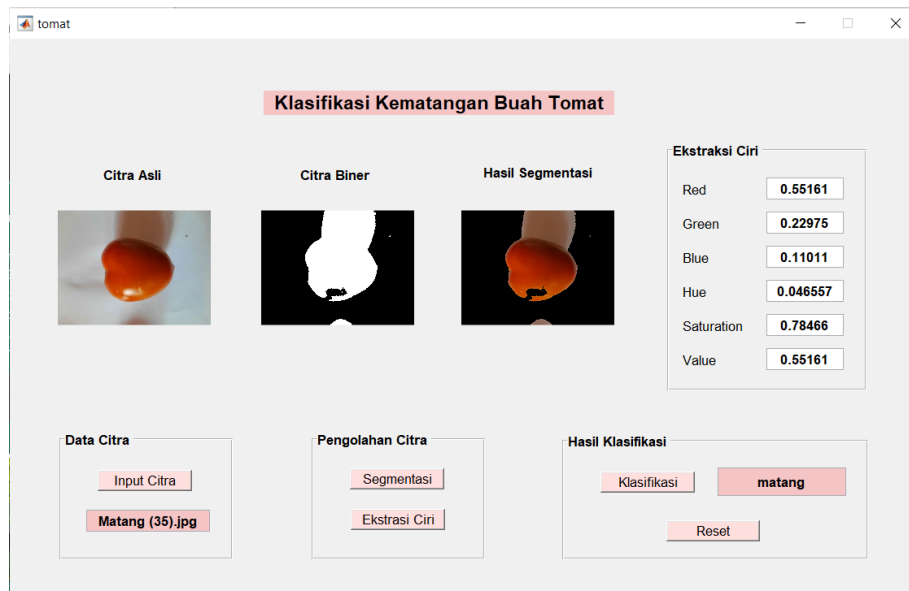 tomat
Klasifikasi Kematangan Buah Tomat
Citra Asli
Citra Biner
Hasil Segmentasi
Ekstraksi Ciri
Red 0.55161
Green 0.22975
Blue 0.11011
Hue 0.046557
Saturation 0.78466
Value 0.55161
Data Citra
Input Citra
Matang (35).jpg
Pengolahan Citra
Segmentasi
Ekstrasi Ciri
Hasil Klasifikasi
Klasifikasi matang
Reset